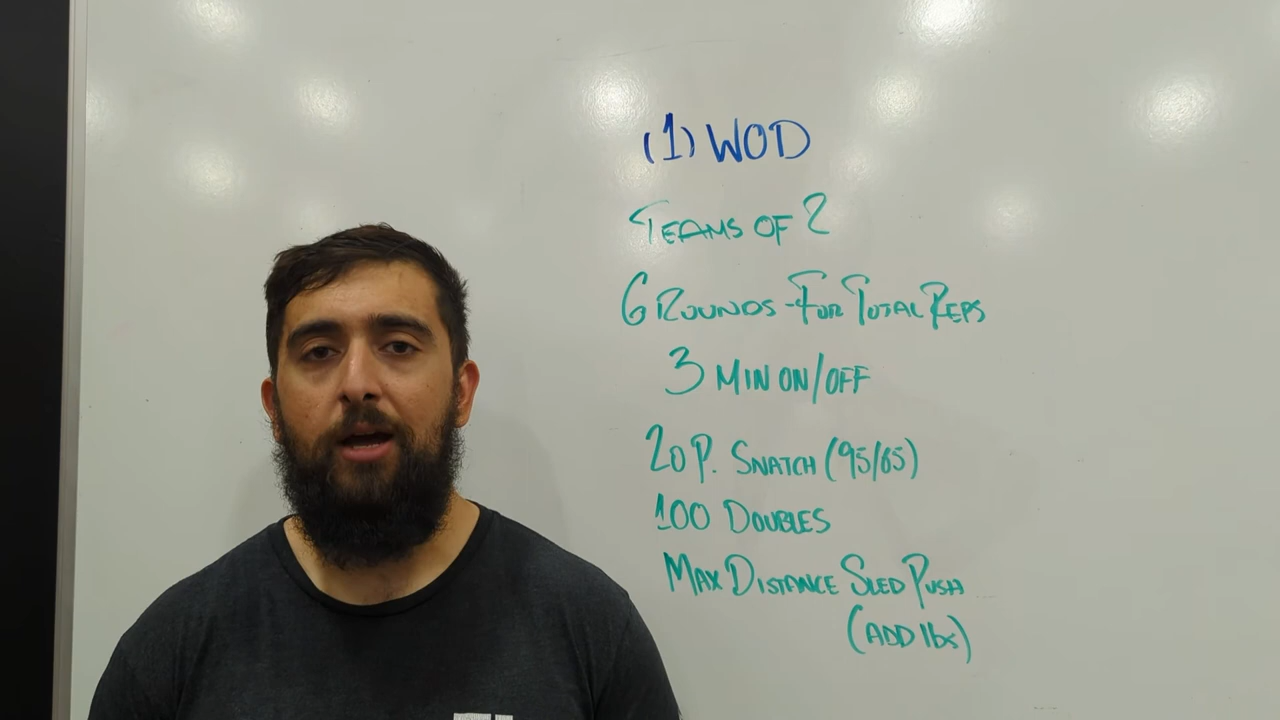 (1) WOD
TEAMS OF 2
6 ROUNDS - FOR TOTAL REPS
3 MIN ON/OFF
20 P. SNATCH (95/65)
100 DOUBLES
MAX DISTANCE SLED PUSH
(ADD lbs)